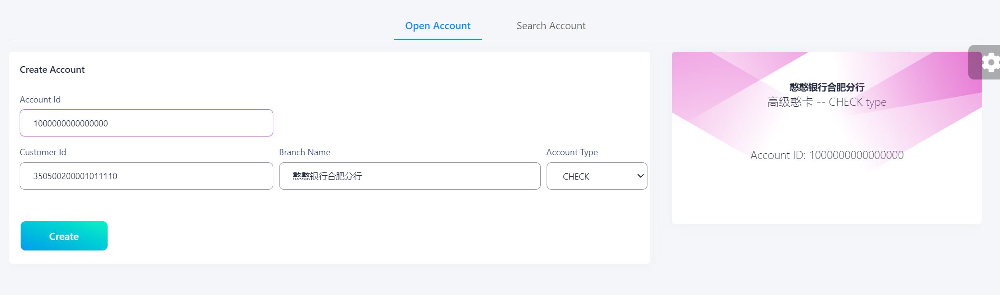 Open Account
Search Account
Create Account
Account Id
1000000000000000
Customer Id
Branch Name
Account Type
350500200001011110
憨憨银行合肥分行
CHECK
Create
憨憨银行合肥分行
高级憨卡 -- CHECK type
Account ID: 1000000000000000